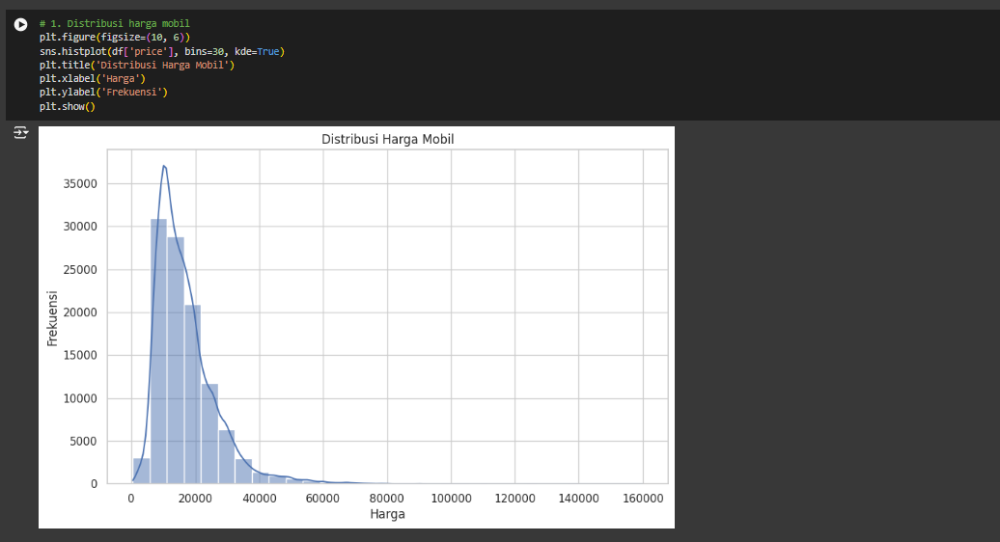 # 1. Distribusi harga mobil
plt.figure(figsize=(10, 6))
sns.histplot(df['price'], bins=30, kde=True)
plt.title('Distribusi Harga Mobil')
plt.xlabel('Harga')
plt.ylabel('Frekuensi')
plt.show()
Distribusi Harga Mobil
Frekuensi
35000
30000
25000
20000
15000
10000
5000
0
0 20000 40000 60000 80000 100000 120000 140000 160000
Harga